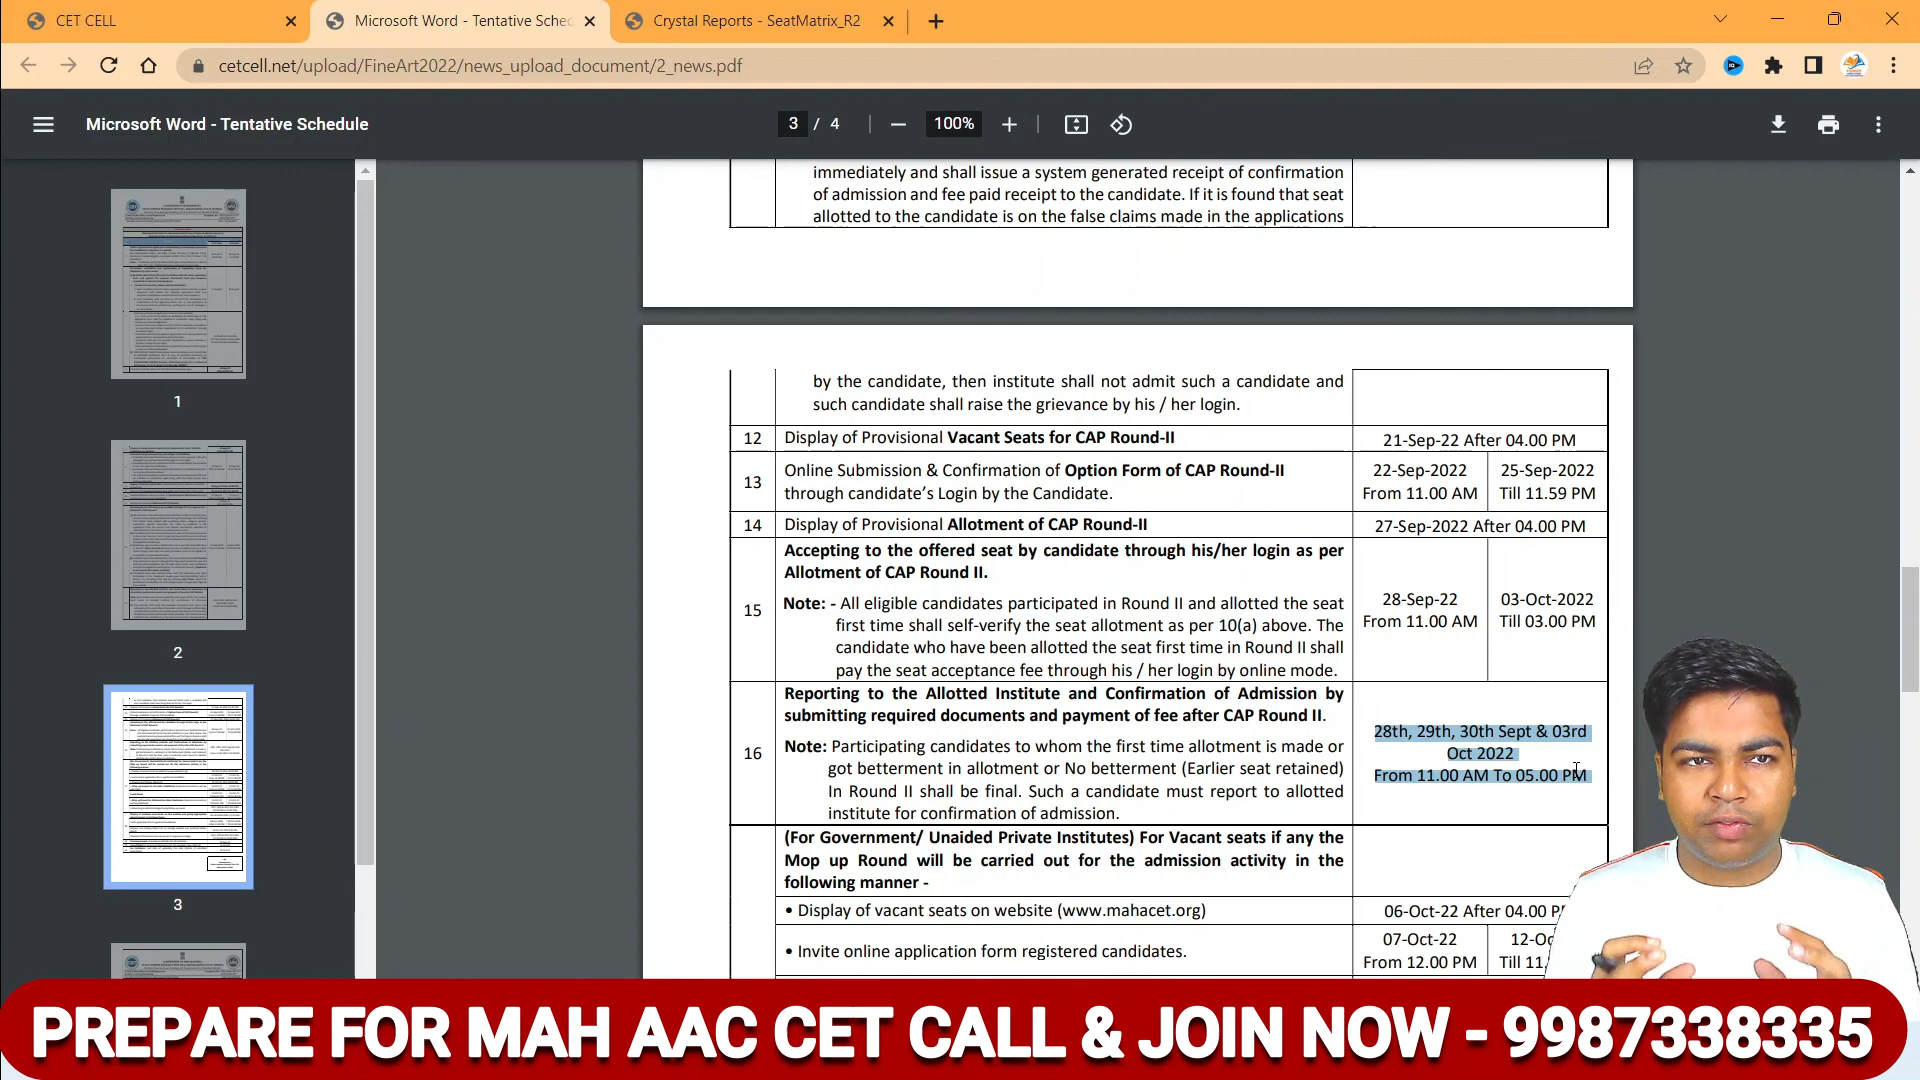 CET CELL
Microsoft Word - Tentative Sched
Crystal Reports - SeatMatrix_R2
cetcell.net/upload/FineArt2022/news_upload_document/2_news.pdf
Microsoft Word - Tentative Schedule
3 / 4
100%
1
2
3
immediately and shall issue a system generated receipt of confirmation
of admission and fee paid receipt to the candidate. If it is found that seat
allotted to the candidate is on the false claims made in the applications
by the candidate, then institute shall not admit such a candidate and
such candidate shall raise the grievance by his / her login.
12 Display of Provisional Vacant Seats for CAP Round-II 21-Sep-22 After 04.00 PM
13 Online Submission & Confirmation of Option Form of CAP Round-II
through candidate's Login by the Candidate.
22-Sep-2022
From 11.00 AM
25-Sep-2022
Till 11.59 PM
14 Display of Provisional Allotment of CAP Round-II 27-Sep-2022 After 04.00 PM
15
Accepting to the offered seat by candidate through his/her login as per
Allotment of CAP Round II.
Note: - All eligible candidates participated in Round II and allotted the seat
first time shall self-verify the seat allotment as per 10(a) above. The
candidate who have been allotted the seat first time in Round II shall
pay the seat acceptance fee through his / her login by online mode.
28-Sep-22
From 11.00 AM
03-Oct-2022
Till 03.00 PM
16
Reporting to the Allotted Institute and Confirmation of Admission by
submitting required documents and payment of fee after CAP Round II.
Note: Participating candidates to whom the first time allotment is made or
got betterment in allotment or No betterment (Earlier seat retained)
In Round II shall be final. Such a candidate must report to allotted
institute for confirmation of admission.
28th, 29th, 30th Sept & 03rd
Oct 2022
From 11.00 AM To 05.00 PM
(For Government/ Unaided Private Institutes) For Vacant seats if any the
Mop up Round will be carried out for the admission activity in the
following manner -
• Display of vacant seats on website (www.mahacet.org) 06-Oct-22 After 04.00 P
• Invite online application form registered candidates.
07-Oct-22
From 12.00 PM
12-Oc
Till 11.
PREPARE FOR MAH AAC CET CALL & JOIN NOW - 9987338335